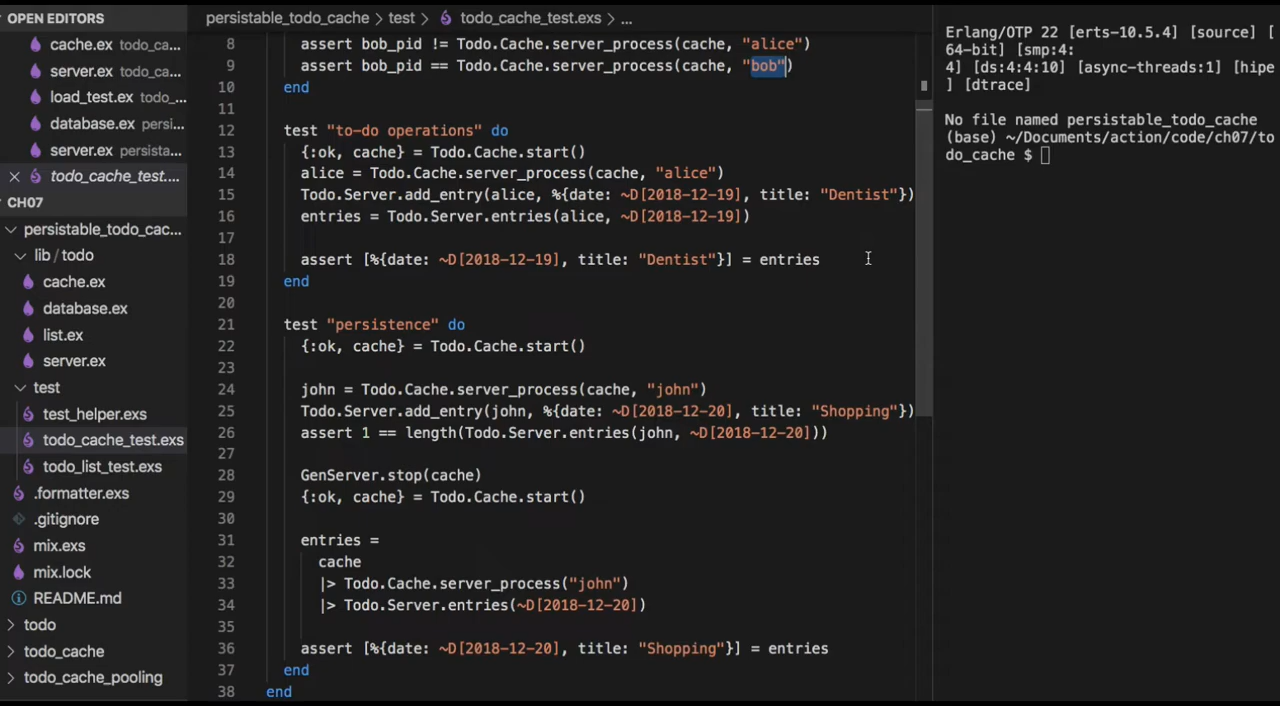 OPEN EDITORS
cache.ex todo_ca...
server.ex todo_ca...
load_test.ex todo_...
database.ex persi...
server.ex persista...
todo_cache_test....
CH07
persistable_todo_cac...
lib / todo
cache.ex
database.ex
list.ex
server.ex
test
test_helper.exs
todo_cache_test.exs
todo_list_test.exs
.formatter.exs
.gitignore
mix.exs
mix.lock
README.md
todo
todo_cache
todo_cache_pooling
persistable_todo_cache > test > todo_cache_test.exs > ...
8 assert bob_pid != Todo.Cache.server_process(cache, "alice")
9 assert bob_pid == Todo.Cache.server_process(cache, "bob")
10 end
11
12 test "to-do operations" do
13 {:ok, cache} = Todo.Cache.start()
14 alice = Todo.Cache.server_process(cache, "alice")
15 Todo.Server.add_entry(alice, %{date: ~D[2018-12-19], title: "Dentist"})
16 entries = Todo.Server.entries(alice, ~D[2018-12-19])
17
18 assert [%{date: ~D[2018-12-19], title: "Dentist"}] = entries
19 end
20
21 test "persistence" do
22 {:ok, cache} = Todo.Cache.start()
23
24 john = Todo.Cache.server_process(cache, "john")
25 Todo.Server.add_entry(john, %{date: ~D[2018-12-20], title: "Shopping"})
26 assert 1 == length(Todo.Server.entries(john, ~D[2018-12-20]))
27
28 GenServer.stop(cache)
29 {:ok, cache} = Todo.Cache.start()
30
31 entries =
32 cache
33 |> Todo.Cache.server_process("john")
34 |> Todo.Server.entries(~D[2018-12-20])
35
36 assert [%{date: ~D[2018-12-20], title: "Shopping"}] = entries
37 end
38 end
Erlang/OTP 22 [erts-10.5.4] [source] [
64-bit] [smp:4:
4] [ds:4:4:10] [async-threads:1] [hipe
] [dtrace]
No file named persistable_todo_cache
(base) ~/Documents/action/code/ch07/to
do_cache $